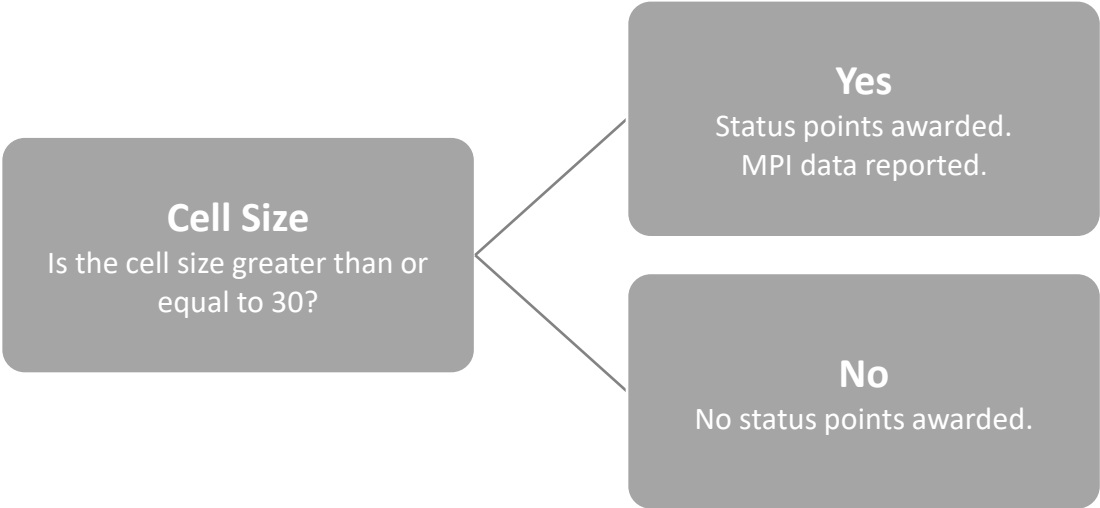 Cell Size
Is the cell size greater than or
equal to 30?
Yes
Status points awarded.
MPI data reported.
No
No status points awarded.